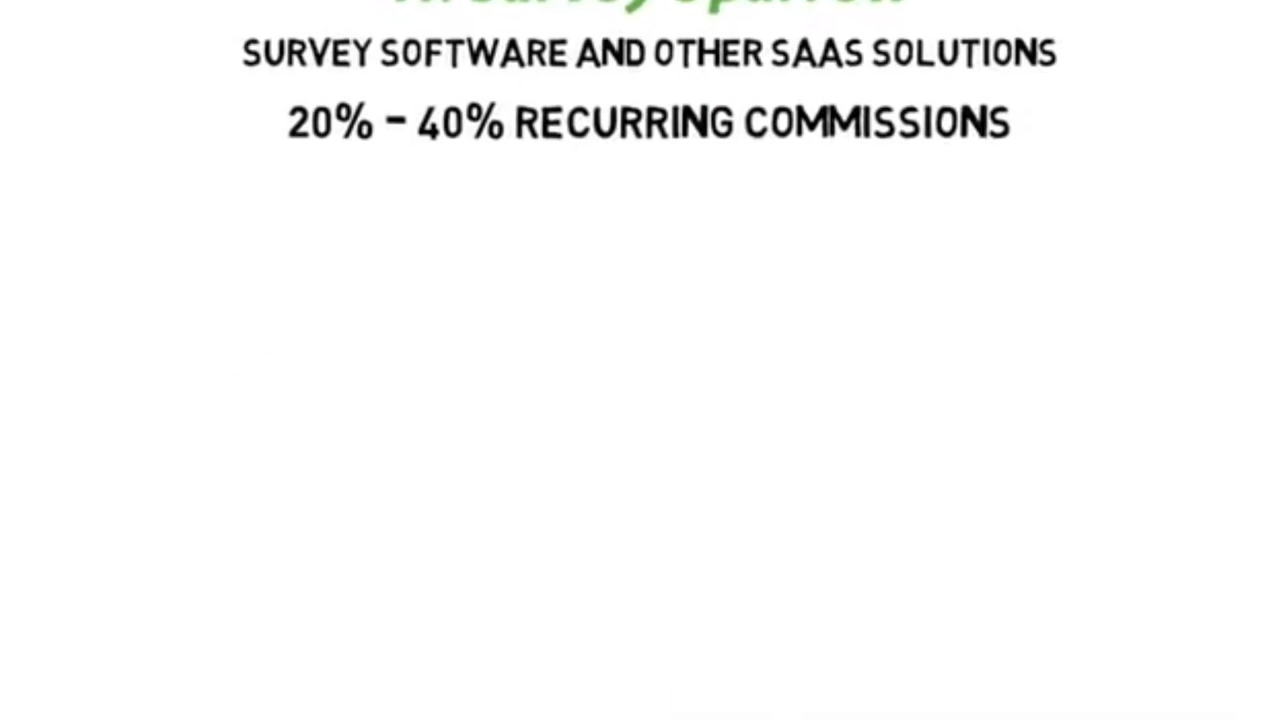 SURVEY SOFTWARE AND OTHER SAAS SOLUTIONS
20% - 40% RECURRING COMMISSIONS